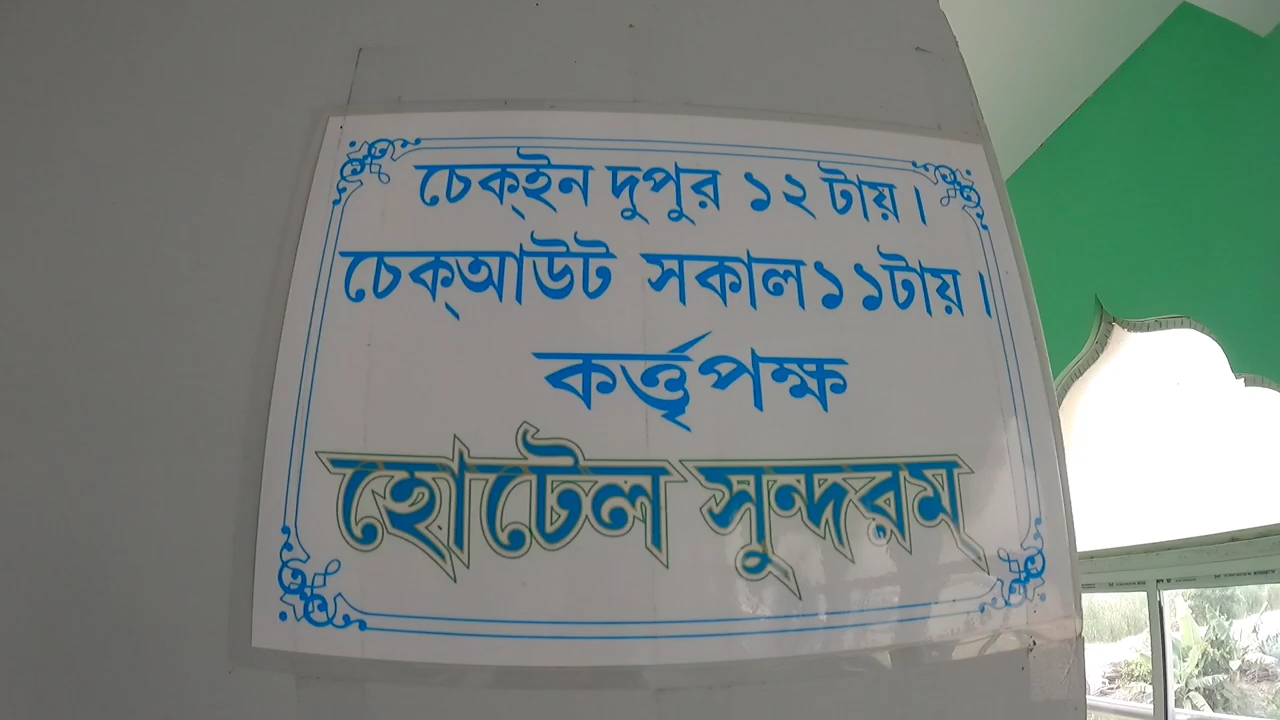 চেক্‌ইন দুপুর ১২ টায়।
চেক্‌আউট সকাল ১১টায়।
কর্ত্তৃপক্ষ
হোটেল সুন্দরম্